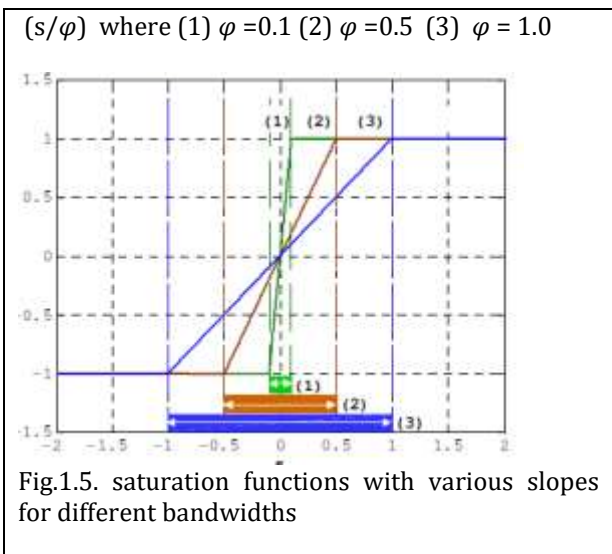 (s/φ) where (1) φ =0.1 (2) φ =0.5 (3) φ = 1.0
1.5
(1) (2) (3)
1
0.5
0
-0.5
-1
(1)
(2)
(3)
-1.5
-2 -1.5 -1 -0.5 0 0.5 1 1.5 2
Fig.1.5. saturation functions with various slopes
for different bandwidths